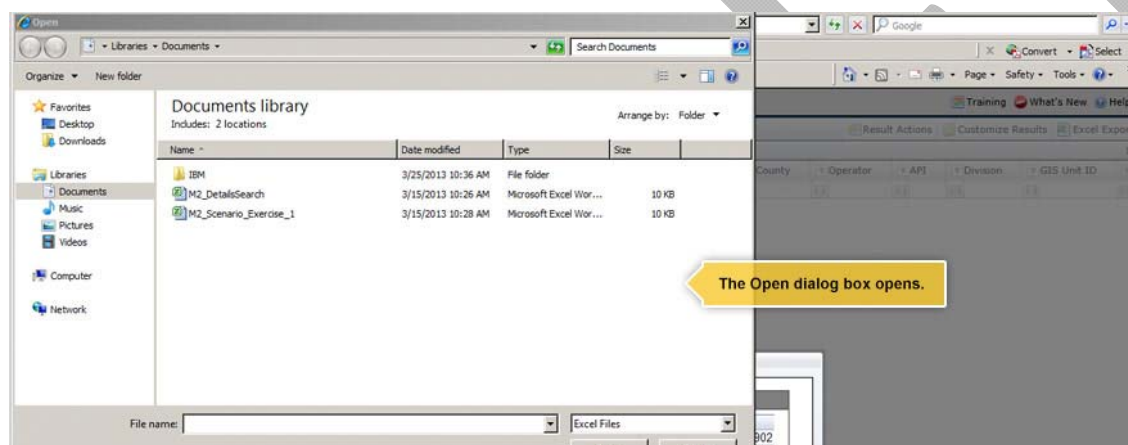 Open
Libraries Documents
Search Documents
Google
Convert Select
Organize New folder
Page Safety Tools
Favorites
Desktop
Downloads
Libraries
Documents
Music
Pictures
Videos
Computer
Network
Documents library
Includes: 2 locations
Arrange by: Folder
Name Date modified Type Size
IBM 3/25/2013 10:36 AM File folder
M2_DetailsSearch 3/15/2013 10:26 AM Microsoft Excel Wor... 10 KB
M2_Scenario_Exercise_1 3/15/2013 10:28 AM Microsoft Excel Wor... 10 KB
Training What's New Help
Result Actions Customize Results Excel Expor
County Operator API Division GIS Unit ID
The Open dialog box opens.
File name: Excel Files
902